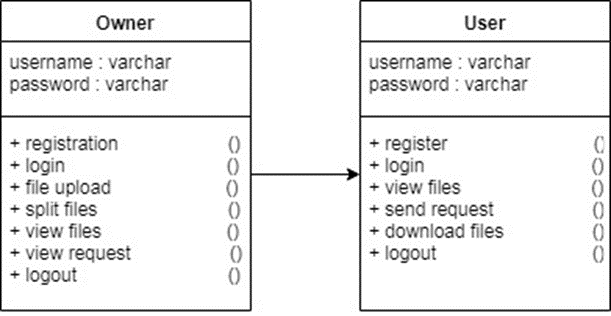 Owner
username : varchar
password : varchar
+ registration ()
+ login ()
+ file upload ()
+ split files ()
+ view files ()
+ view request ()
+ logout ()
User
username : varchar
password : varchar
+ register ()
+ login ()
+ view files ()
+ send request ()
+ download files ()
+ logout ()